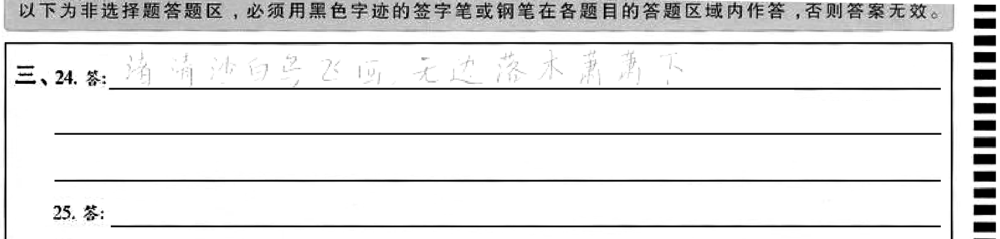 以下为非选择题答题区，必须用黑色字迹的签字笔或钢笔在各题目的答题区域内作答，否则答案无效。
三、24. 答: 渚清沙白鸟飞回，无边落木萧萧下
25. 答: